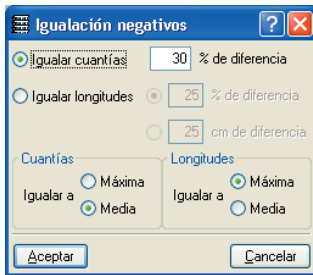 Igualación negativos
Igualar cuantías 30 % de diferencia
Igualar longitudes 25 % de diferencia
25 cm de diferencia
Cuantías Longitudes
Máxima Máxima
Igualar a Igualar a
Media Media
Aceptar Cancelar